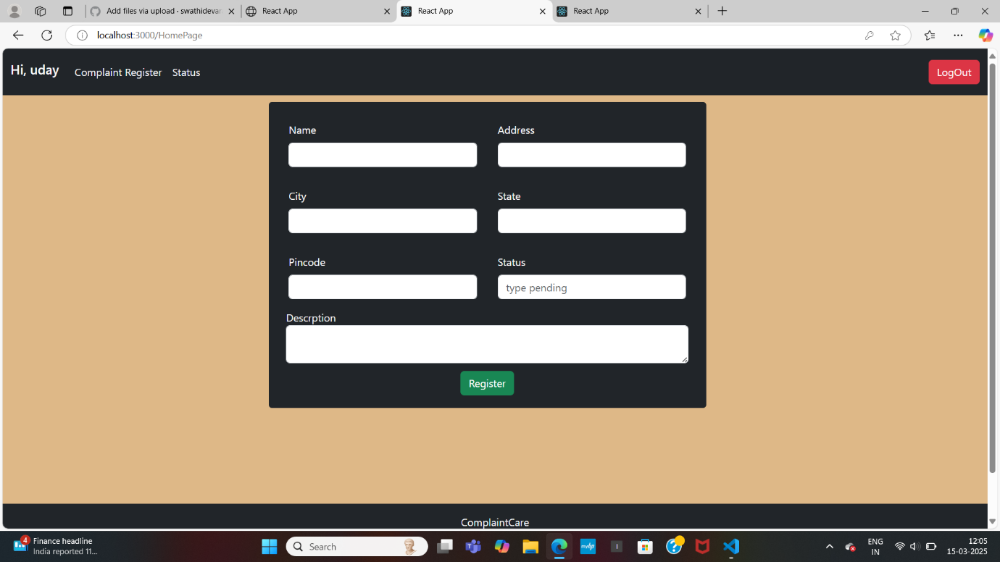 Add files via upload · swathidevar
React App
React App
React App
localhost:3000/HomePage
Hi, uday
Complaint Register
Status
LogOut
Name
Address
City
State
Pincode
Status
type pending
Descrption
Register
ComplaintCare
4
Finance headline
India reported 11...
Search
myhp
ENG
IN
12:05
15-03-2025